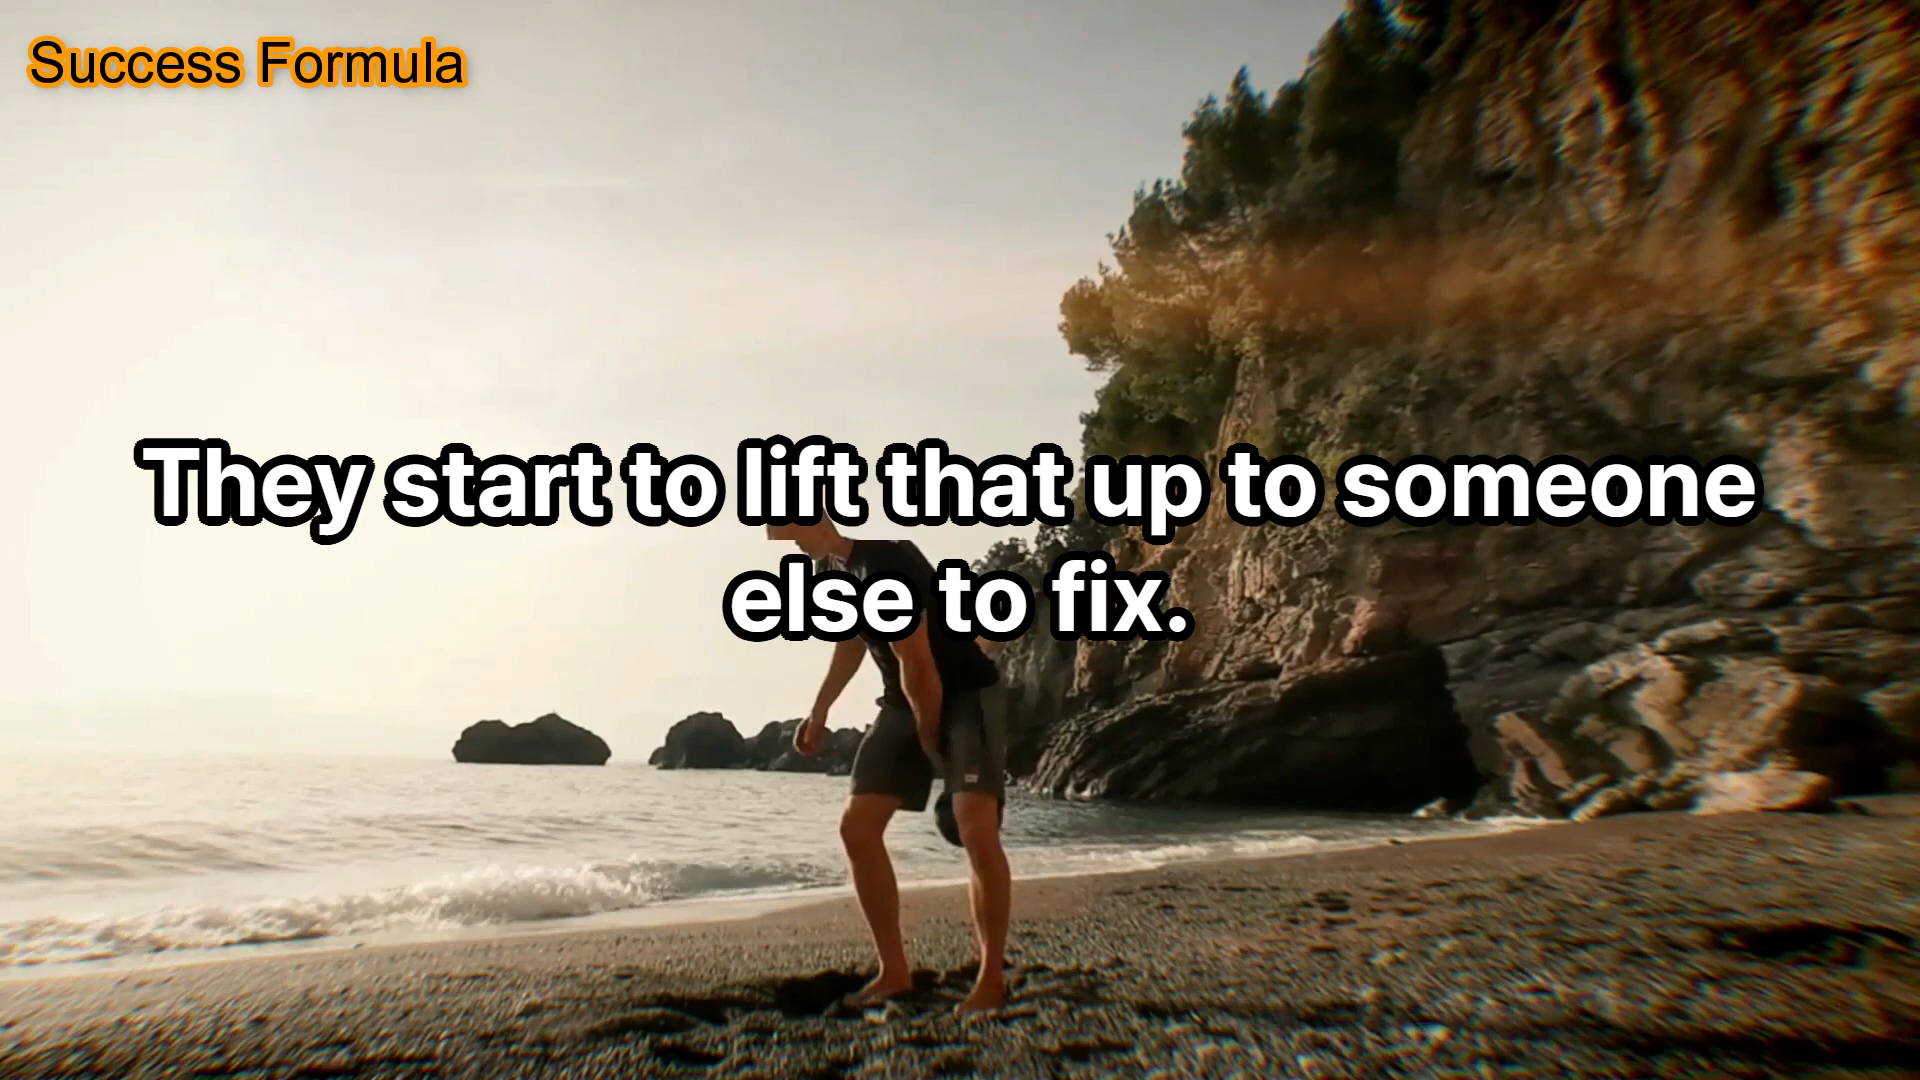 Success Formula
They start to lift that up to someone
else to fix.